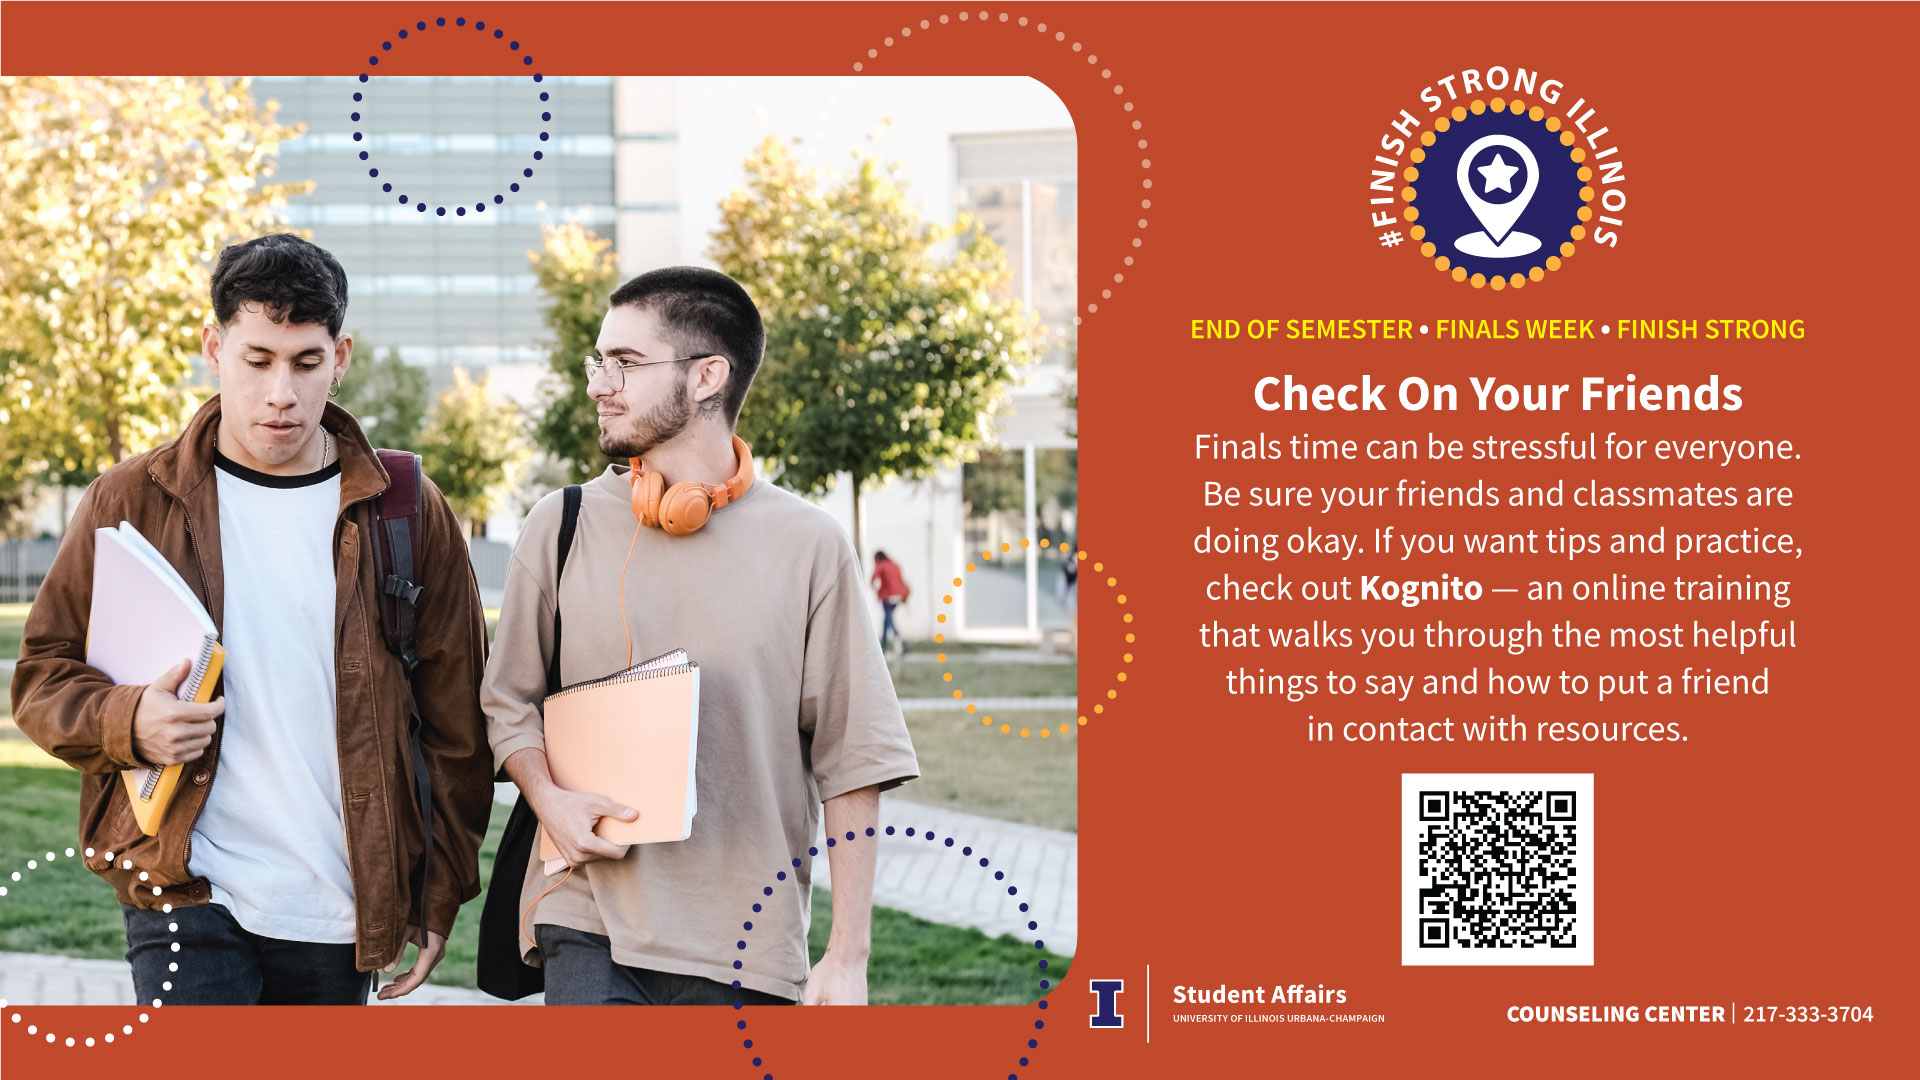 #FINISH STRONG ILLINOIS
END OF SEMESTER • FINALS WEEK • FINISH STRONG
Check On Your Friends
Finals time can be stressful for everyone.
Be sure your friends and classmates are
doing okay. If you want tips and practice,
check out Kognito — an online training
that walks you through the most helpful
things to say and how to put a friend
in contact with resources.
I
Student Affairs
UNIVERSITY OF ILLINOIS URBANA-CHAMPAIGN
COUNSELING CENTER | 217-333-3704